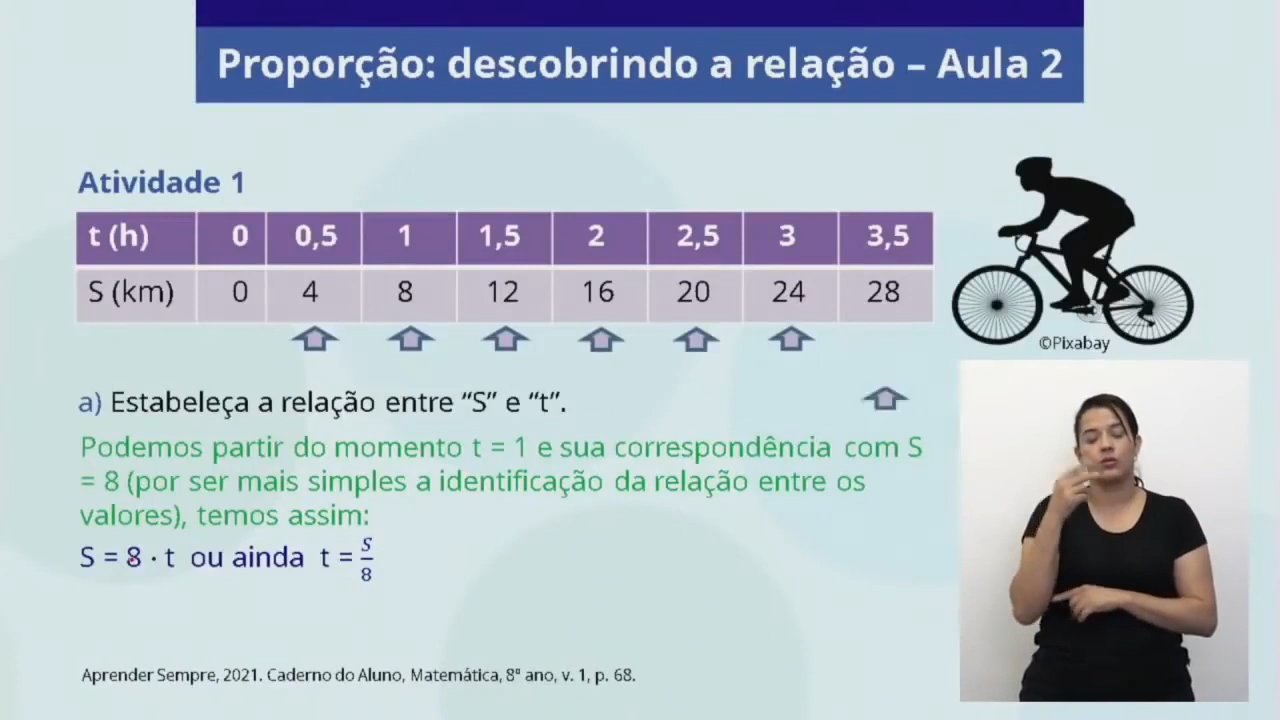 Proporção: descobrindo a relação – Aula 2
Atividade 1
t (h) 0 0,5 1 1,5 2 2,5 3 3,5
S (km) 0 4 8 12 16 20 24 28
©Pixabay
a) Estabeleça a relação entre “S” e “t”.
Podemos partir do momento t = 1 e sua correspondência com S
= 8 (por ser mais simples a identificação da relação entre os
valores), temos assim:
S = 8 · t ou ainda t = S/8
Aprender Sempre, 2021. Caderno do Aluno, Matemática, 8º ano, v. 1, p. 68.